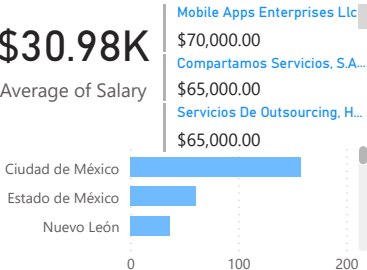 $30.98K
Average of Salary
Mobile Apps Enterprises Llc
$70,000.00
Compartamos Servicios, S.A...
$65,000.00
Servicios De Outsourcing, H...
$65,000.00
Ciudad de México
Estado de México
Nuevo León
0 100 200